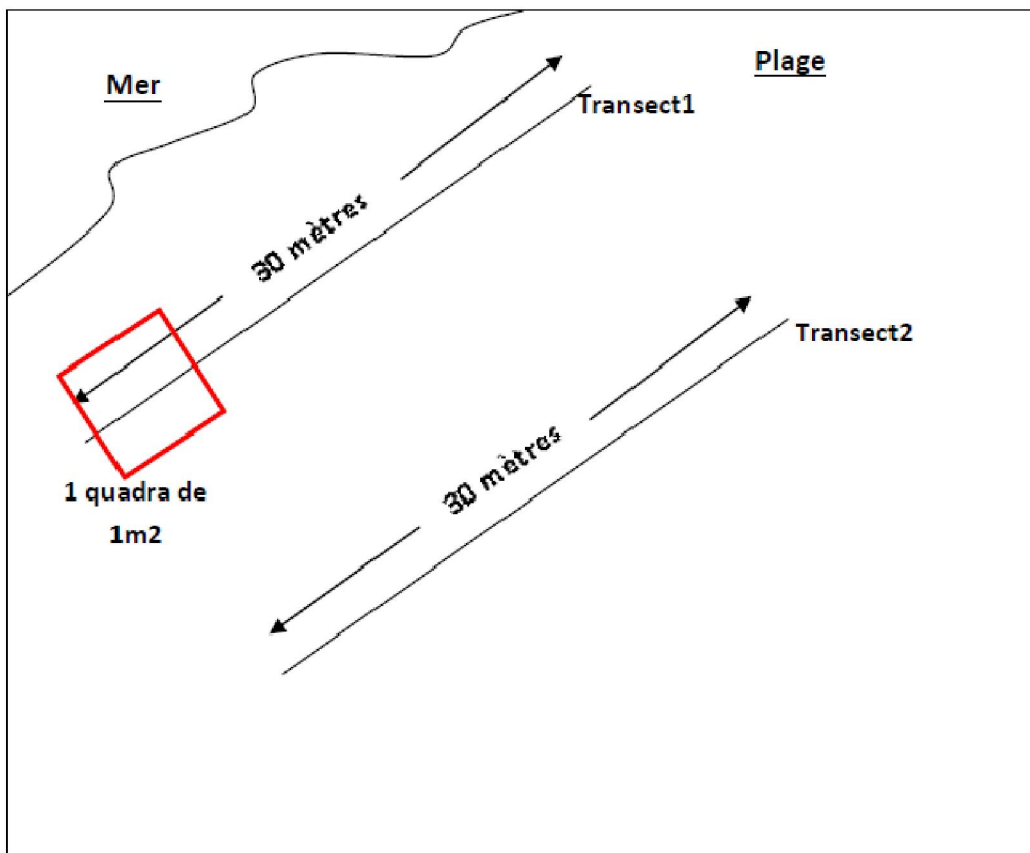 Mer
Plage
Transect1
30 mètres
Transect2
30 mètres
1 quadra de
1m2